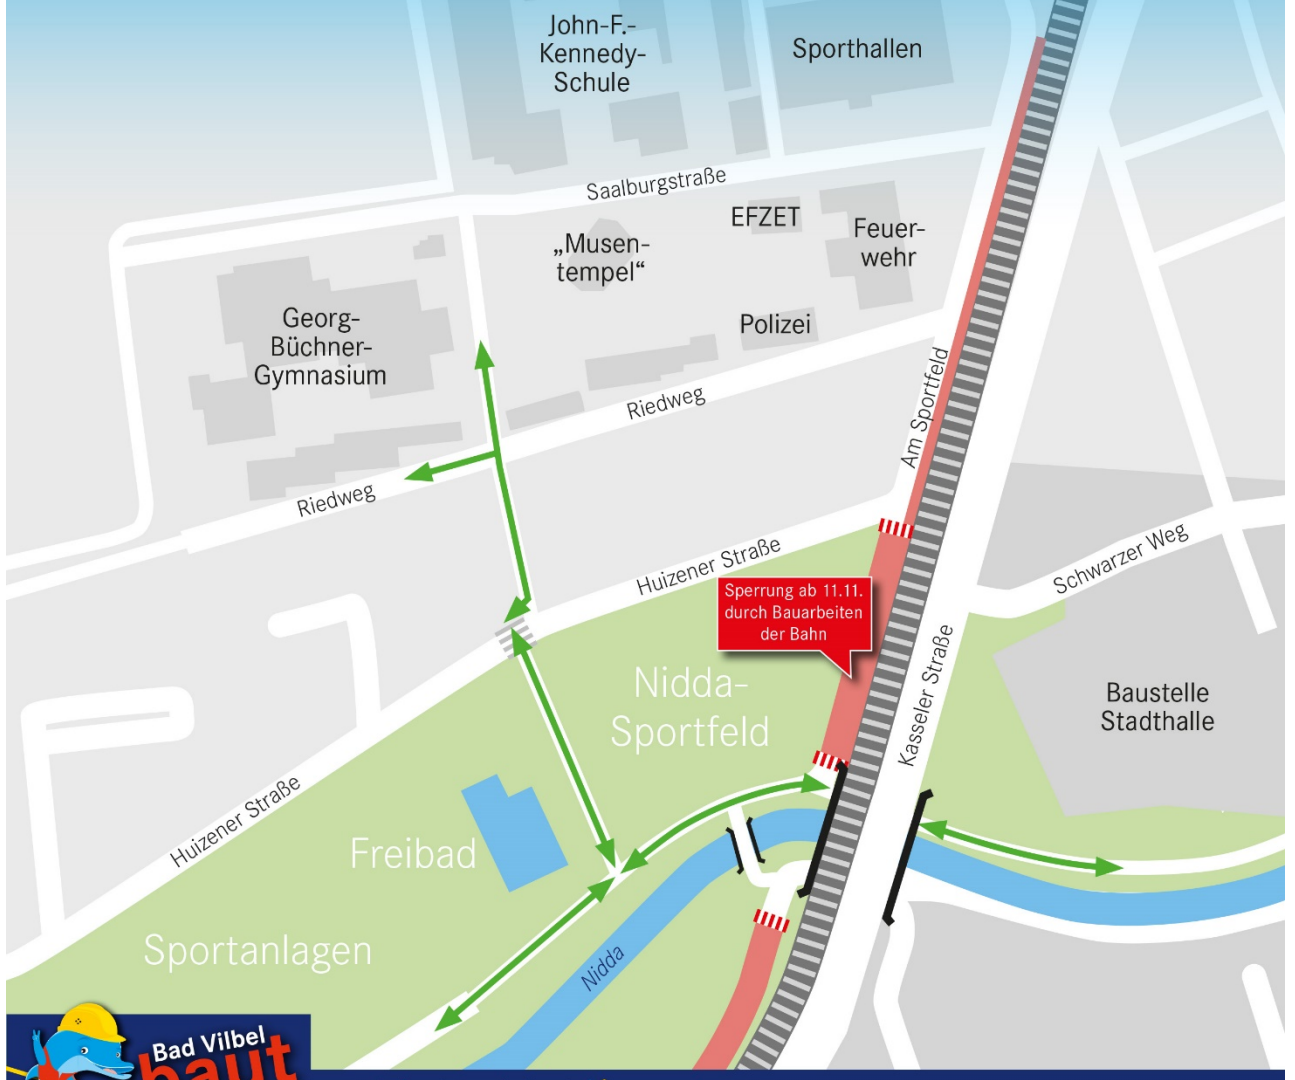 John-F.-
Kennedy-
Schule
Sporthallen
Saalburgstraße
EFZET
„Musen-
tempel“
Feuer-
wehr
Georg-
Büchner-
Gymnasium
Polizei
Am Sportfeld
Riedweg
Riedweg
Huizener Straße
Schwarzer Weg
Sperrung ab 11.11.
durch Bauarbeiten
der Bahn
Kasseler Straße
Nidda-
Sportfeld
Baustelle
Stadthalle
Huizener Straße
Freibad
Sportanlagen
Nidda
Bad Vilbel
baut